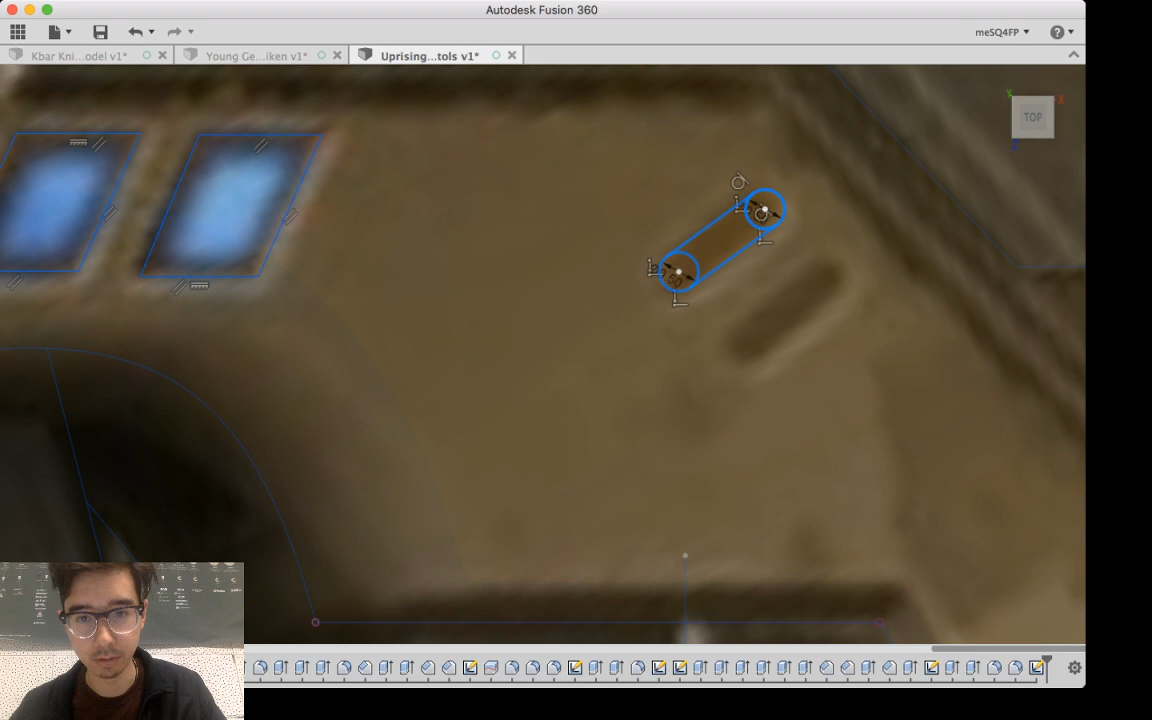 Autodesk Fusion 360
meSQ4FP
Kbar Kni...odel v1*
Young Ge...iken v1*
Uprising...tols v1*
Y
X
TOP
Z